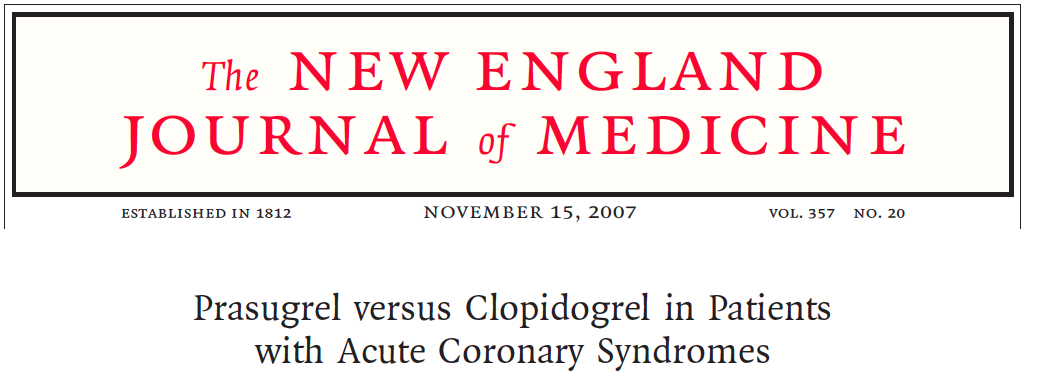 The NEW ENGLAND
JOURNAL of MEDICINE
ESTABLISHED IN 1812 NOVEMBER 15, 2007 VOL. 357 NO. 20
Prasugrel versus Clopidogrel in Patients
with Acute Coronary Syndromes